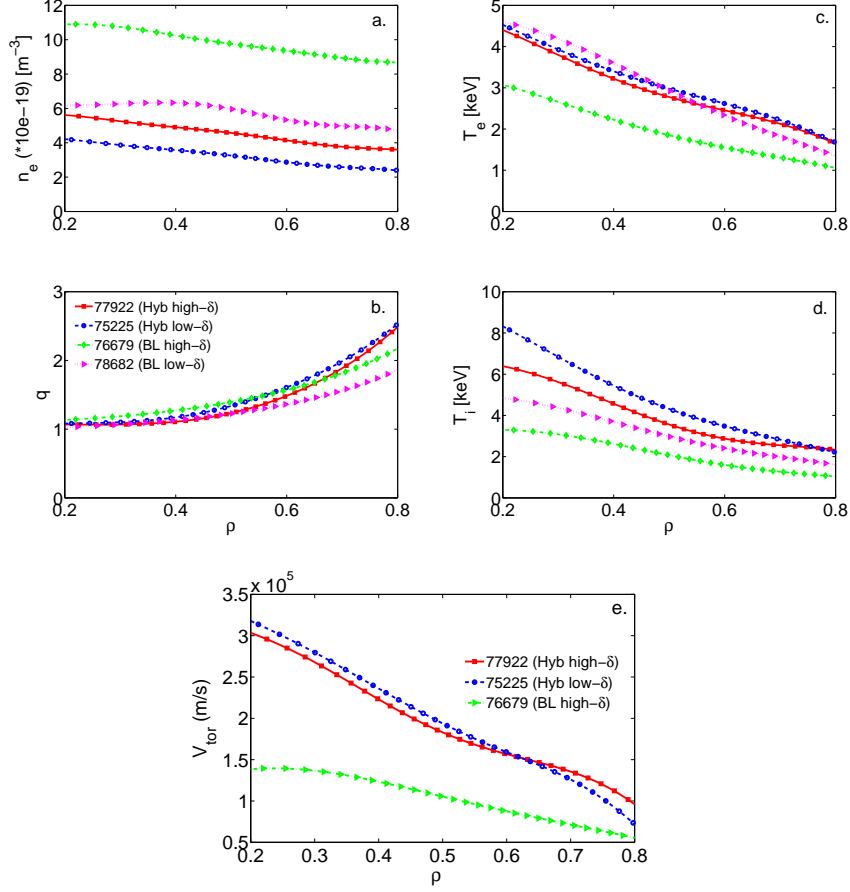 a.
n_e (*10e−19) [m^−3]
12
10
8
6
4
2
0
0.2 0.4 0.6 0.8
c.
T_e [keV]
5
4
3
2
1
0
0.2 0.4 0.6 0.8
b.
q
3
2
1
0
77922 (Hyb high−δ)
75225 (Hyb low−δ)
76679 (BL high−δ)
78682 (BL low−δ)
0.2 0.4 0.6 0.8
ρ
d.
T_i [keV]
10
8
6
4
2
0
0.2 0.4 0.6 0.8
ρ
e.
x 10^5
V_tor (m/s)
3.5
3
2.5
2
1.5
1
0.5
77922 (Hyb high−δ)
75225 (Hyb low−δ)
76679 (BL high−δ)
0.2 0.3 0.4 0.5 0.6 0.7 0.8
ρ